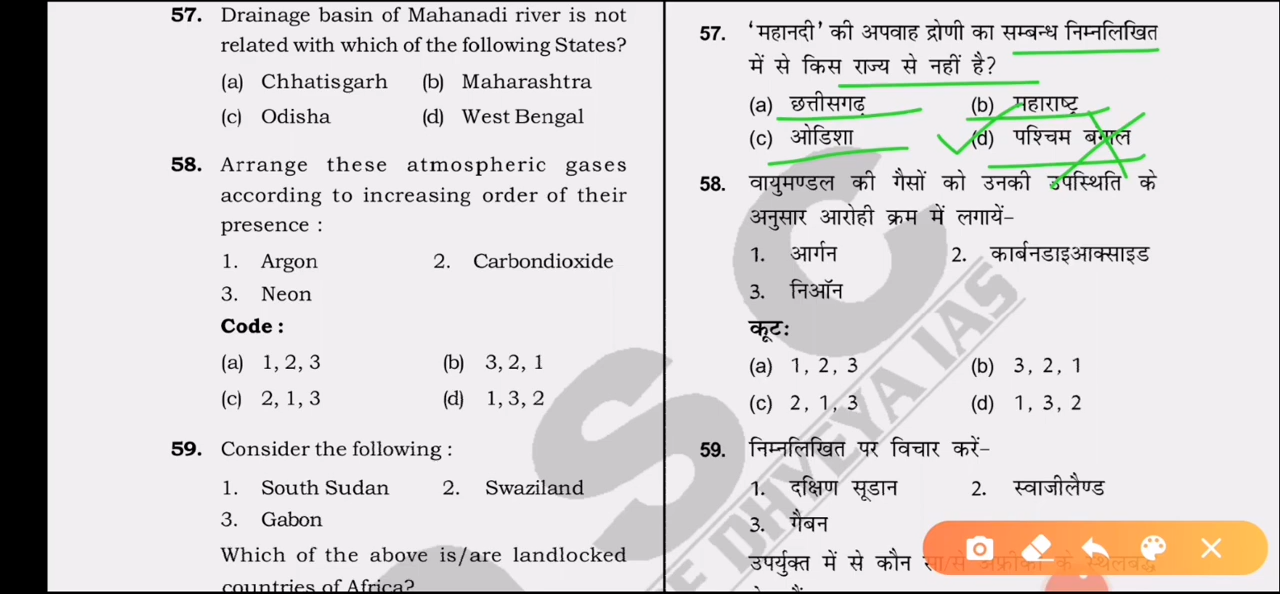 57. Drainage basin of Mahanadi river is not
related with which of the following States?
(a) Chhatisgarh (b) Maharashtra
(c) Odisha (d) West Bengal
58. Arrange these atmospheric gases
according to increasing order of their
presence :
1. Argon 2. Carbondioxide
3. Neon
Code :
(a) 1, 2, 3 (b) 3, 2, 1
(c) 2, 1, 3 (d) 1, 3, 2
59. Consider the following :
1. South Sudan 2. Swaziland
3. Gabon
Which of the above is/are landlocked
countries of Africa?
57. ‘महानदी’ की अपवाह द्रोणी का सम्बन्ध निम्नलिखित
में से किस राज्य से नहीं है?
(a) छत्तीसगढ़ (b) महाराष्ट्र
(c) ओडिशा (d) पश्चिम बंगाल
58. वायुमण्डल की गैसों को उनकी उपस्थिति के
अनुसार आरोही क्रम में लगायें–
1. आर्गन 2. कार्बनडाइआक्साइड
3. निऑन
कूट:
(a) 1, 2, 3 (b) 3, 2, 1
(c) 2, 1, 3 (d) 1, 3, 2
59. निम्नलिखित पर विचार करें–
1. दक्षिण सूडान 2. स्वाजीलैण्ड
3. गैबन
उपर्युक्त में से कौन सा/से अफ्रीका के स्थलबद्ध
S C
DHYEYA IAS